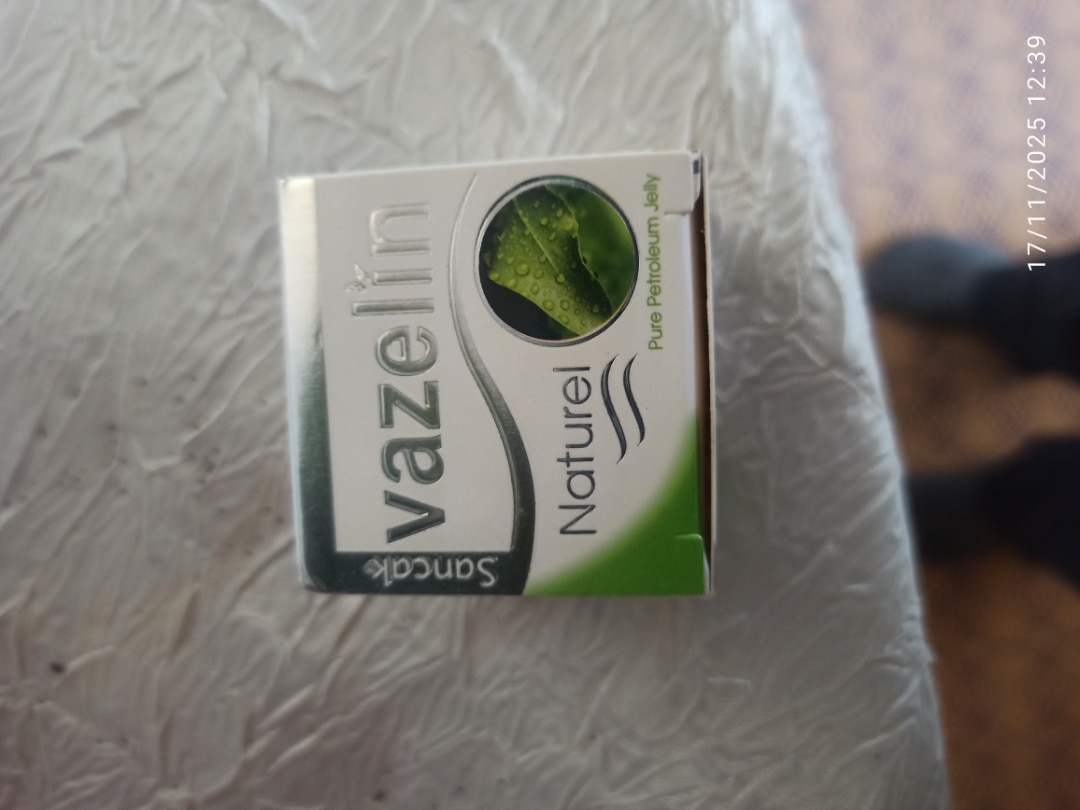 Sancak
vazelin
Naturel
Pure Petroleum Jelly
17/11/2025 12:39